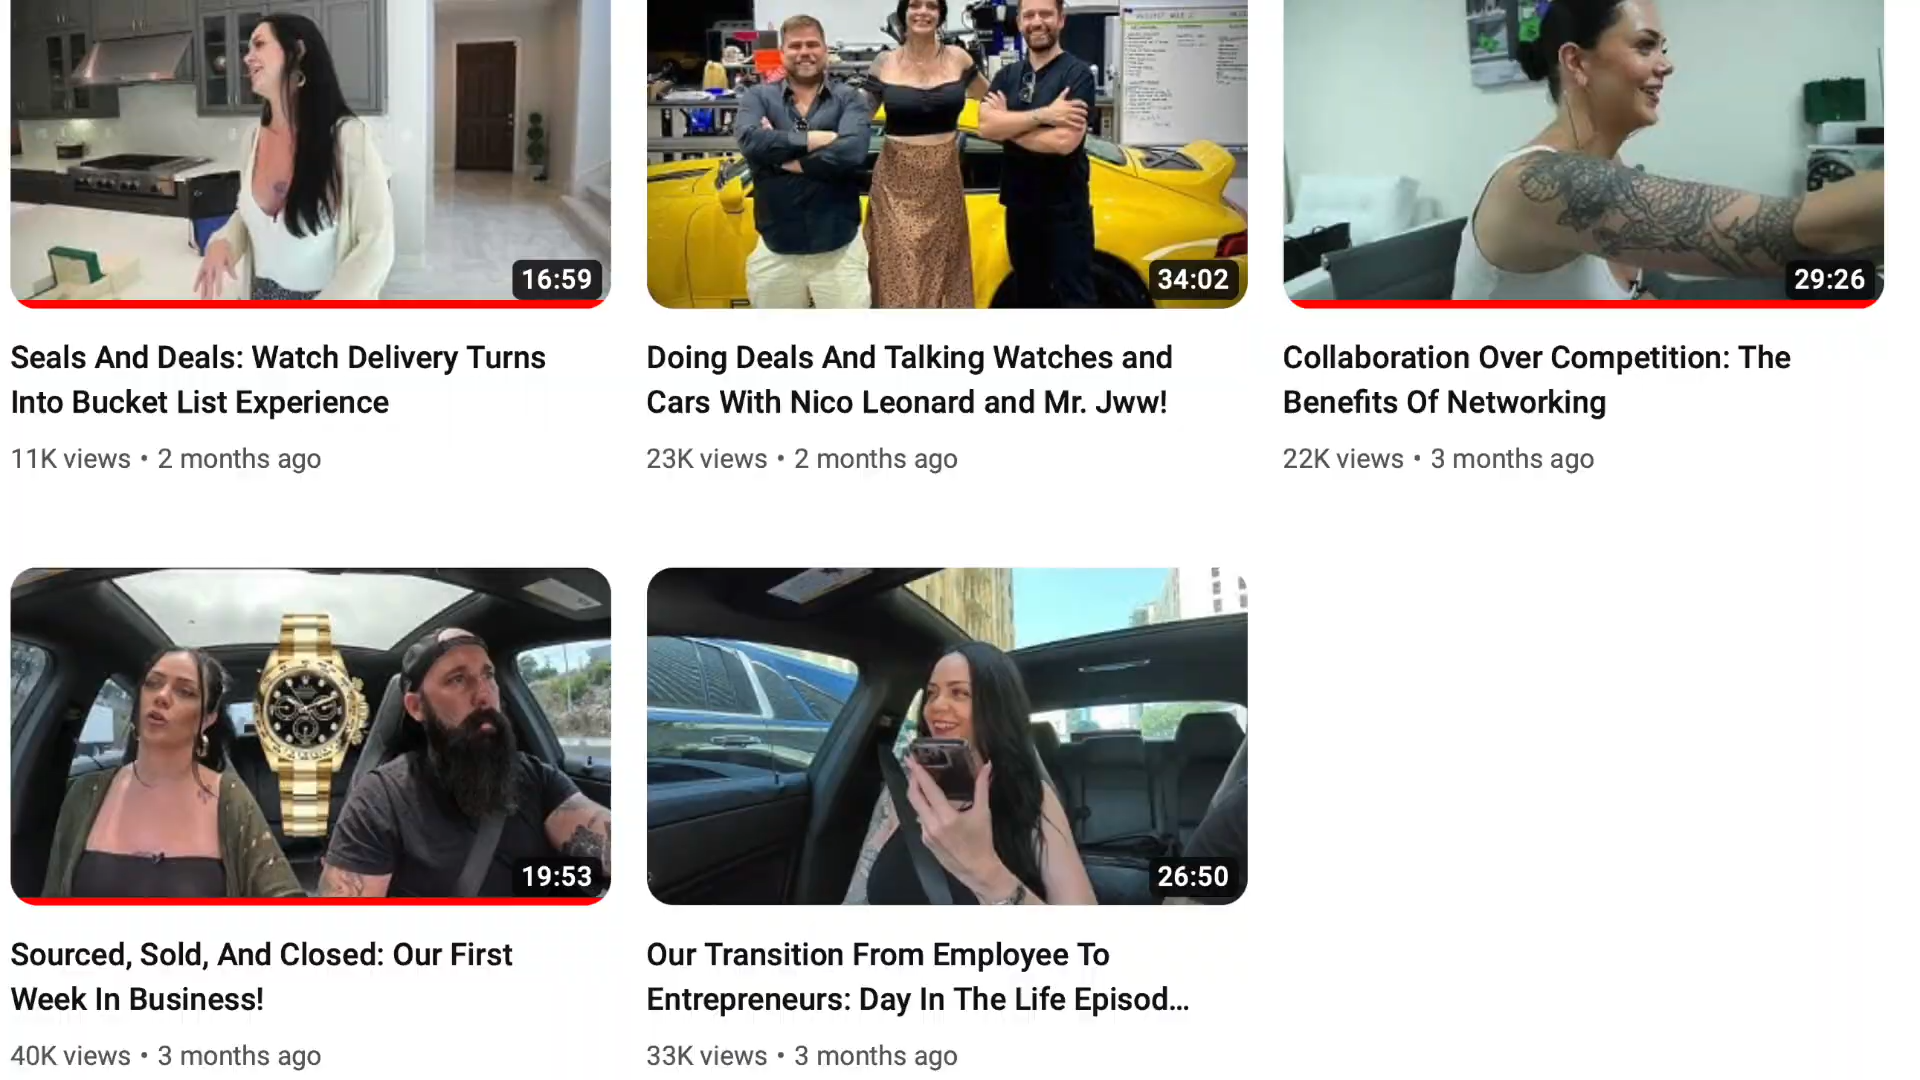 16:59
34:02
29:26
Seals And Deals: Watch Delivery Turns
Into Bucket List Experience
11K views • 2 months ago
Doing Deals And Talking Watches and
Cars With Nico Leonard and Mr. Jww!
23K views • 2 months ago
Collaboration Over Competition: The
Benefits Of Networking
22K views • 3 months ago
19:53
26:50
Sourced, Sold, And Closed: Our First
Week In Business!
40K views • 3 months ago
Our Transition From Employee To
Entrepreneurs: Day In The Life Episod...
33K views • 3 months ago